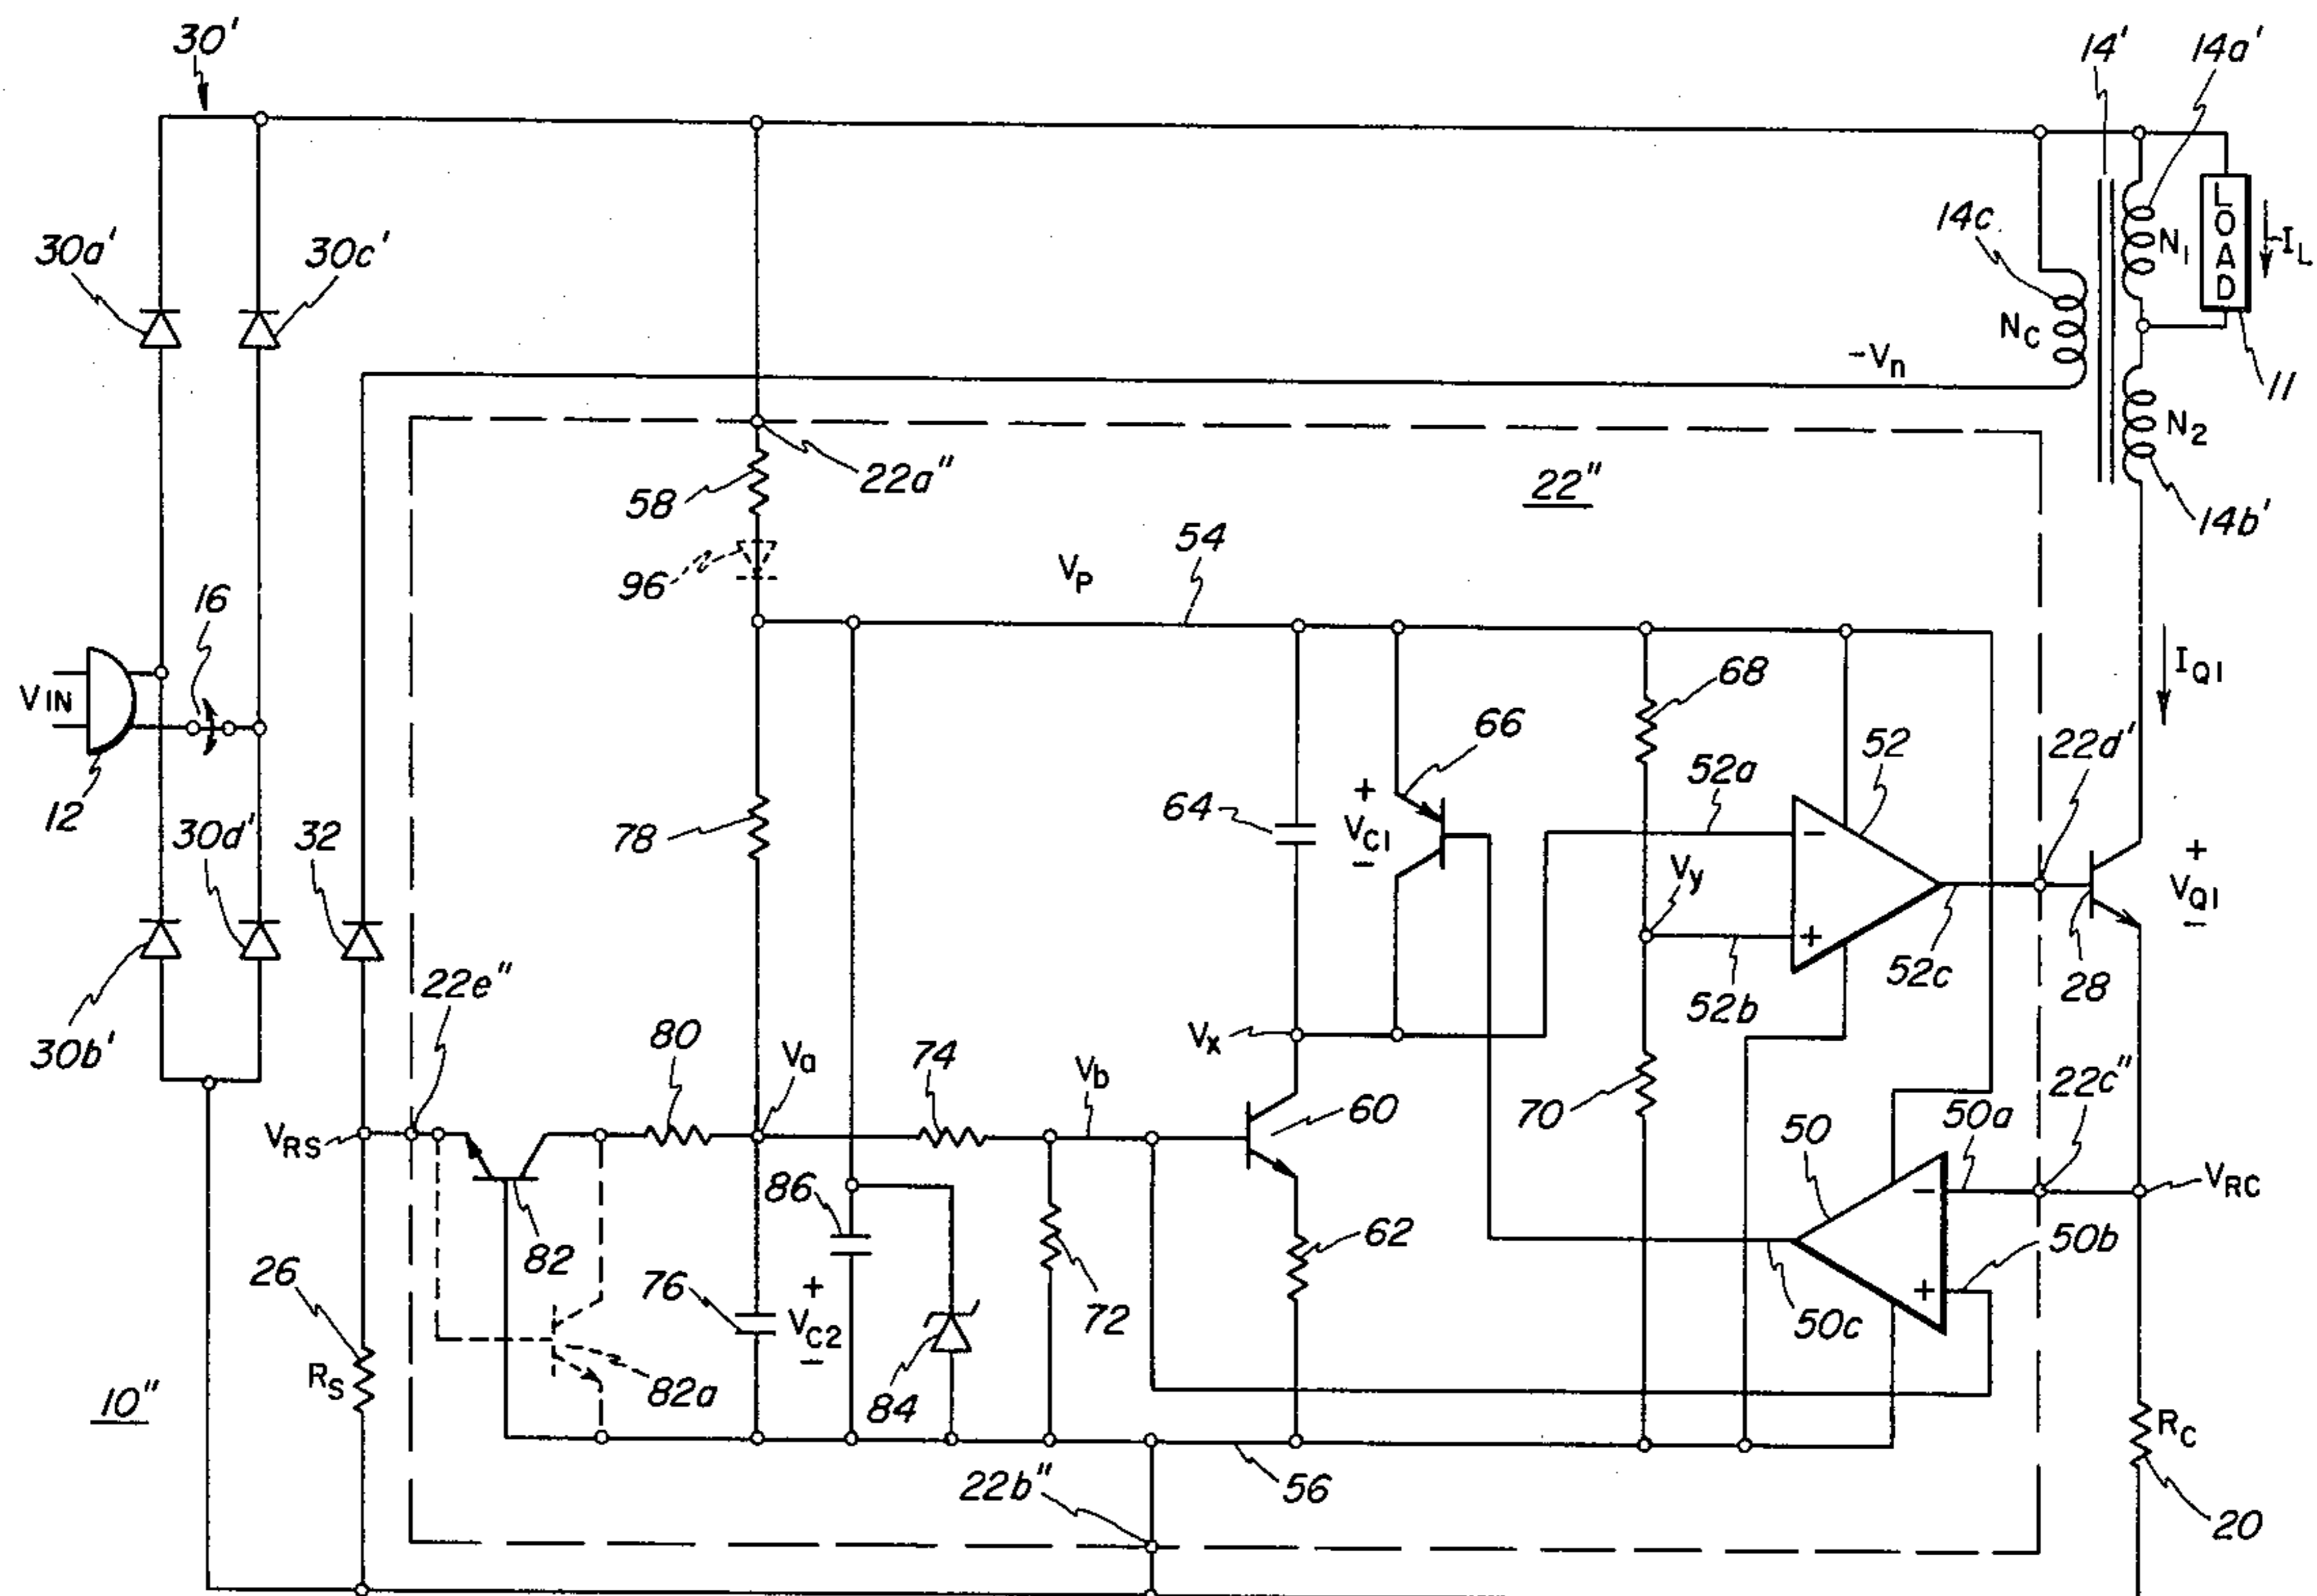 30'
14'
14a'
30a'
30c'
14c
N1
LOAD
IL
NC
-Vn
11
N2
22a"
58
22"
14b'
54
96
VP
16
68
IQ1
VIN
66
52
22d'
52a
12
30d'
32
78
64
+
VC1
-
-
Vy
+
VQ1
-
22e"
+
52b
52c
28
30b'
80
Va
74
Vb
Vx
22c"
60
70
50
50a
VRS
86
-
VRC
26
82
62
50b
76
+
VC2
-
72
+
50c
RS
82a
84
10"
RC
22b"
56
20